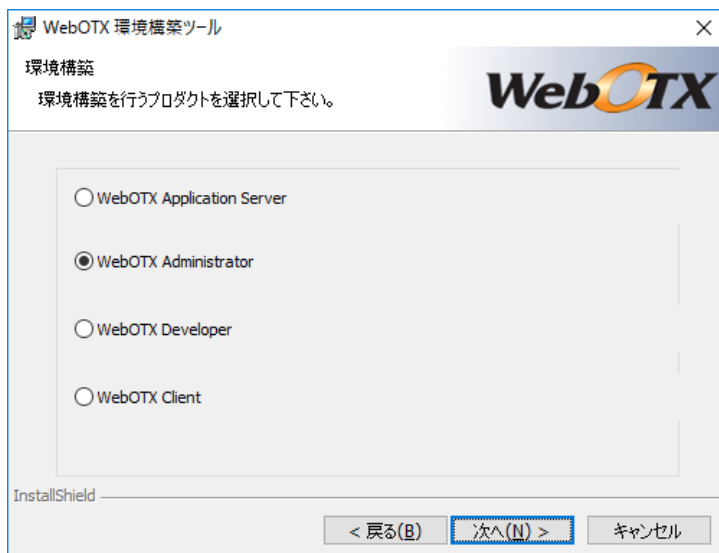 WebOTX 環境構築ツール
環境構築
環境構築を行うプロダクトを選択して下さい。
WebOTX
WebOTX Application Server
WebOTX Administrator
WebOTX Developer
WebOTX Client
InstallShield
< 戻る(B)
次へ(N) >
キャンセル